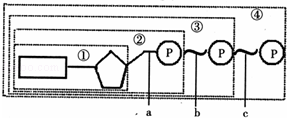 ① ② ③ ④
P P P
a b c